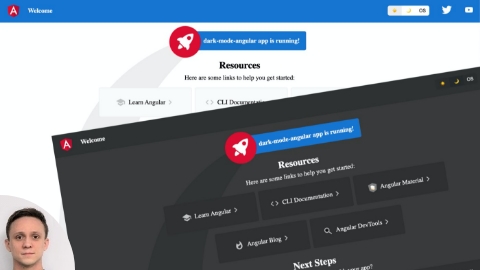 Welcome
OS
dark-mode-angular app is running!
Resources
Here are some links to help you get started:
Learn Angular
CLI Documentation
OS
Welcome
dark-mode-angular app is running!
Resources
Here are some links to help you get started:
Learn Angular
CLI Documentation
Angular Material
Angular Blog
Angular DevTools
Next Steps
app?